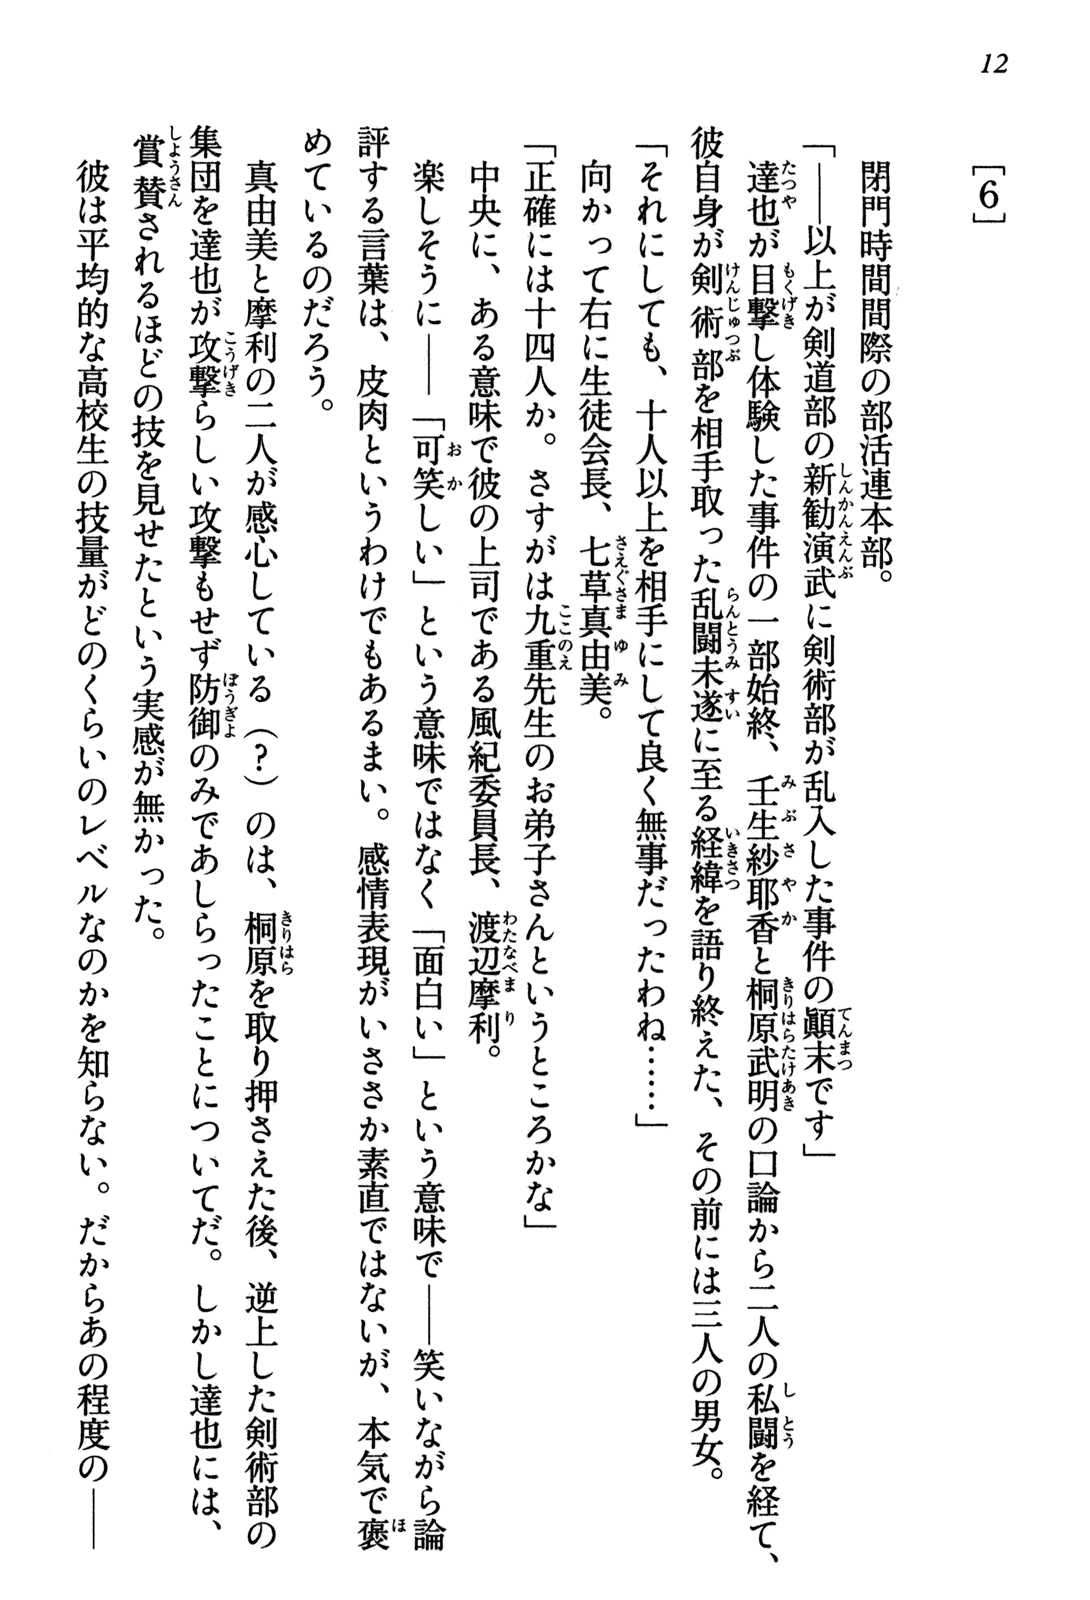 12
［6］
閉門時間間際の部活連本部。
「――以上が剣道部の新勧演武に剣術部が乱入した事件の顚末です」
達也が目撃し体験した事件の一部始終、壬生紗耶香と桐原武明の口論から二人の私闘を経て、
彼自身が剣術部を相手取った乱闘未遂に至る経緯を語り終えた、その前には三人の男女。
「それにしても、十人以上を相手にして良く無事だったわね……」
向かって右に生徒会長、七草真由美。
「正確には十四人か。さすがは九重先生のお弟子さんというところかな」
中央に、ある意味で彼の上司である風紀委員長、渡辺摩利。
楽しそうに――「可笑しい」という意味ではなく「面白い」という意味で――笑いながら論
評する言葉は、皮肉というわけでもあるまい。感情表現がいささか素直ではないが、本気で褒
めているのだろう。
真由美と摩利の二人が感心している（？）のは、桐原を取り押さえた後、逆上した剣術部の
集団を達也が攻撃らしい攻撃もせず防御のみであしらったことについてだ。しかし達也には、
賞賛されるほどの技を見せたという実感が無かった。
彼は平均的な高校生の技量がどのくらいのレベルなのかを知らない。だからあの程度の――